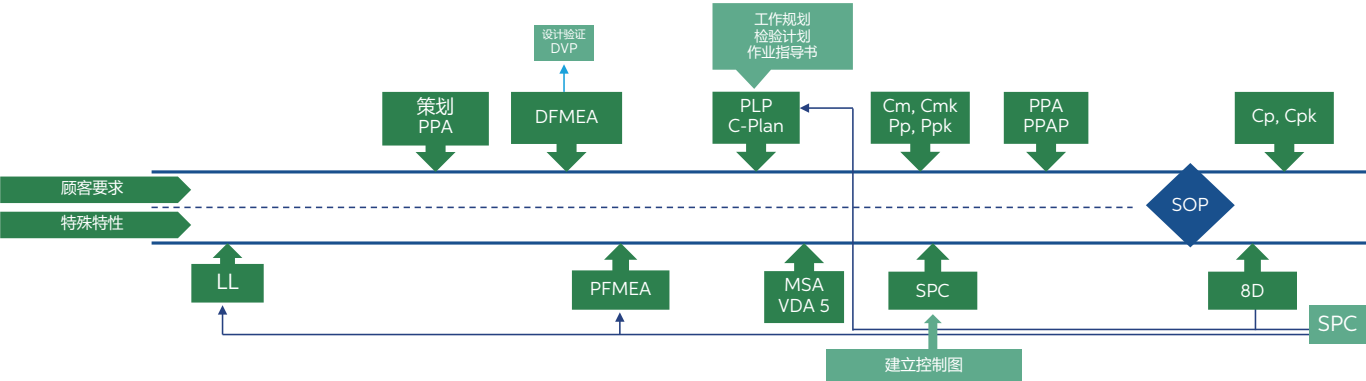 工作规划
检验计划
作业指导书
设计验证
DVP
策划
PPA
DFMEA
PLP
C-Plan
Cm, Cmk
Pp, Ppk
PPA
PPAP
Cp, Cpk
顾客要求
特殊特性
SOP
LL
PFMEA
MSA
VDA 5
SPC
8D
SPC
建立控制图